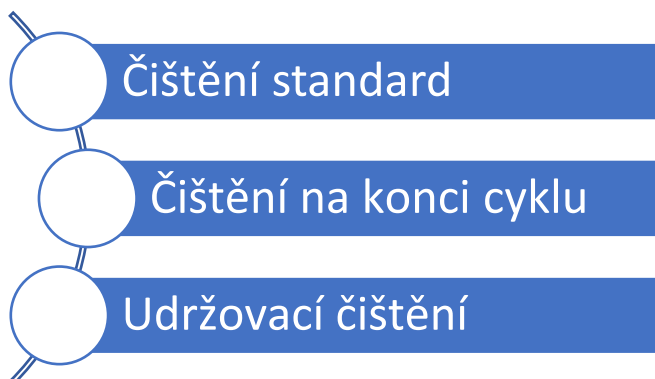 Čištění standard
Čištění na konci cyklu
Udržovací čištění